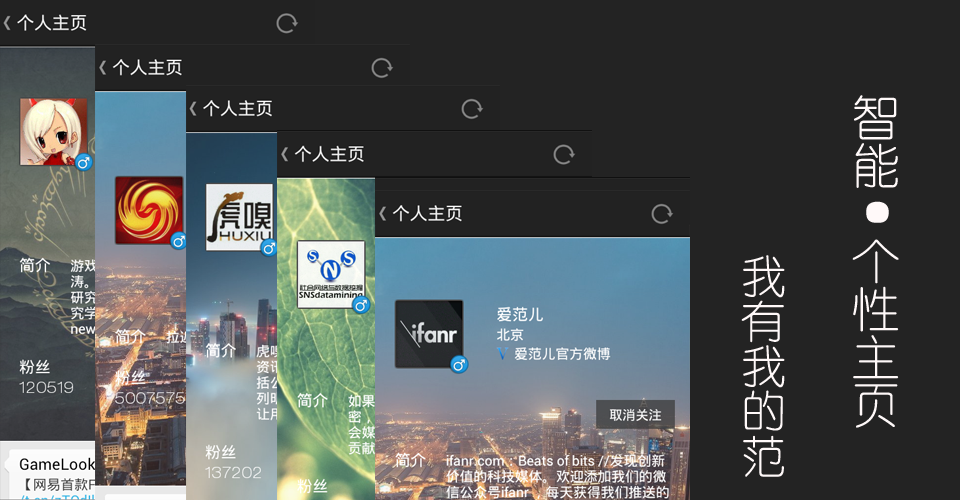 个人主页
简介
游戏
涛。
研究
究学
new
粉丝
120519
GameLook
【网易首款F
个人主页
简介
拉近
粉丝
5007575
个人主页
虎嗅
HUXIU
简介
虎嗅
资讯
括公
列明
让用
粉丝
137202
个人主页
SNS
社会网络与数据挖掘
SNSdatamining
简介
如果
密
会媒
贡献
粉丝
个人主页
ifanr
爱范儿
北京
V 爱范儿官方微博
取消关注
简介
ifanr.com：Beats of bits //发现创新
价值的科技媒体。欢迎添加我们的微
信公众号ifanr ，每天获得我们推送的
智能●个性主页
我有我的范